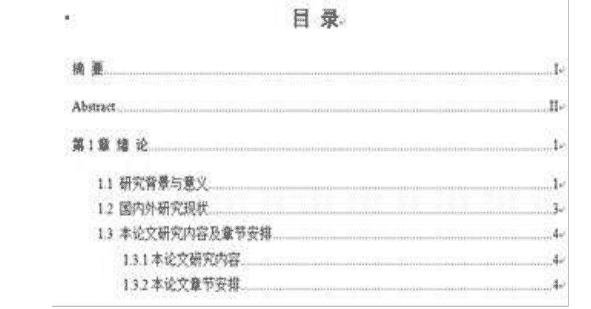 目 录
摘 要 I
Abstract II
第1章 绪 论 1
1.1 研究背景与意义 1
1.2 国内外研究现状 3
1.3 本论文研究内容及章节安排 4
1.3.1本论文研究内容 4
1.3.2本论文章节安排 4